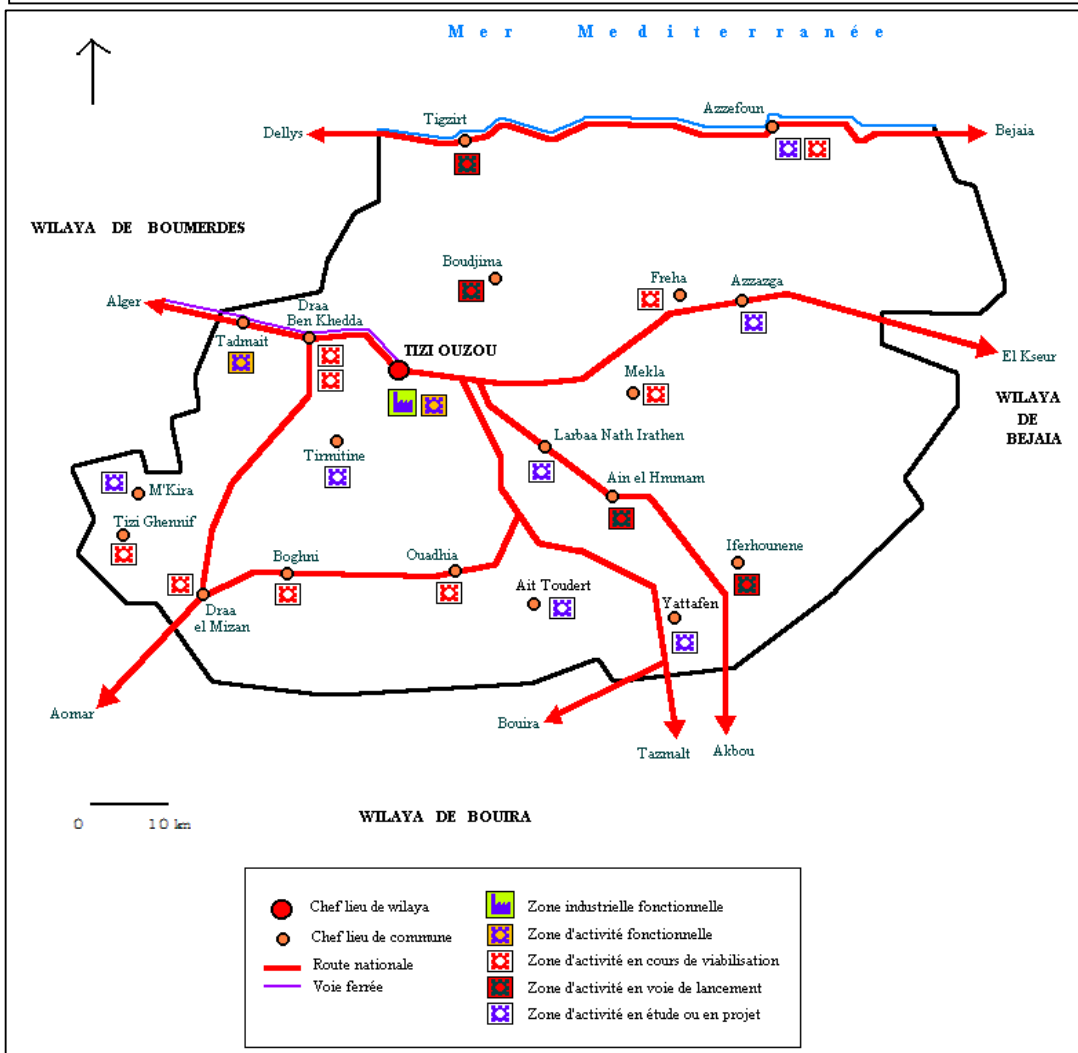 Mer Mediterranée
Azzefoun
Tigzirt
Dellys
Bejaia
WILAYA DE BOUMERDES
Boudjima
Freha
Azzazga
Alger
Draa
Ben Khedda
Tadmait
TIZI OUZOU
El Kseur
Mekla
WILAYA
DE
BEJAIA
Larbaa Nath Irathen
Tirmitine
Ain el Hmmam
M'Kira
Tizi Ghennif
Iferhounene
Boghni
Ouadhia
Ait Toudert
Yattafen
Draa
el Mizan
Aomar
Bouira
Tazmalt
Akbou
0 10 km
WILAYA DE BOUIRA
Chef lieu de wilaya
Chef lieu de commune
Route nationale
Voie ferrée
Zone industrielle fonctionnelle
Zone d'activité fonctionnelle
Zone d'activité en cours de viabilisation
Zone d'activité en voie de lancement
Zone d'activité en étude ou en projet